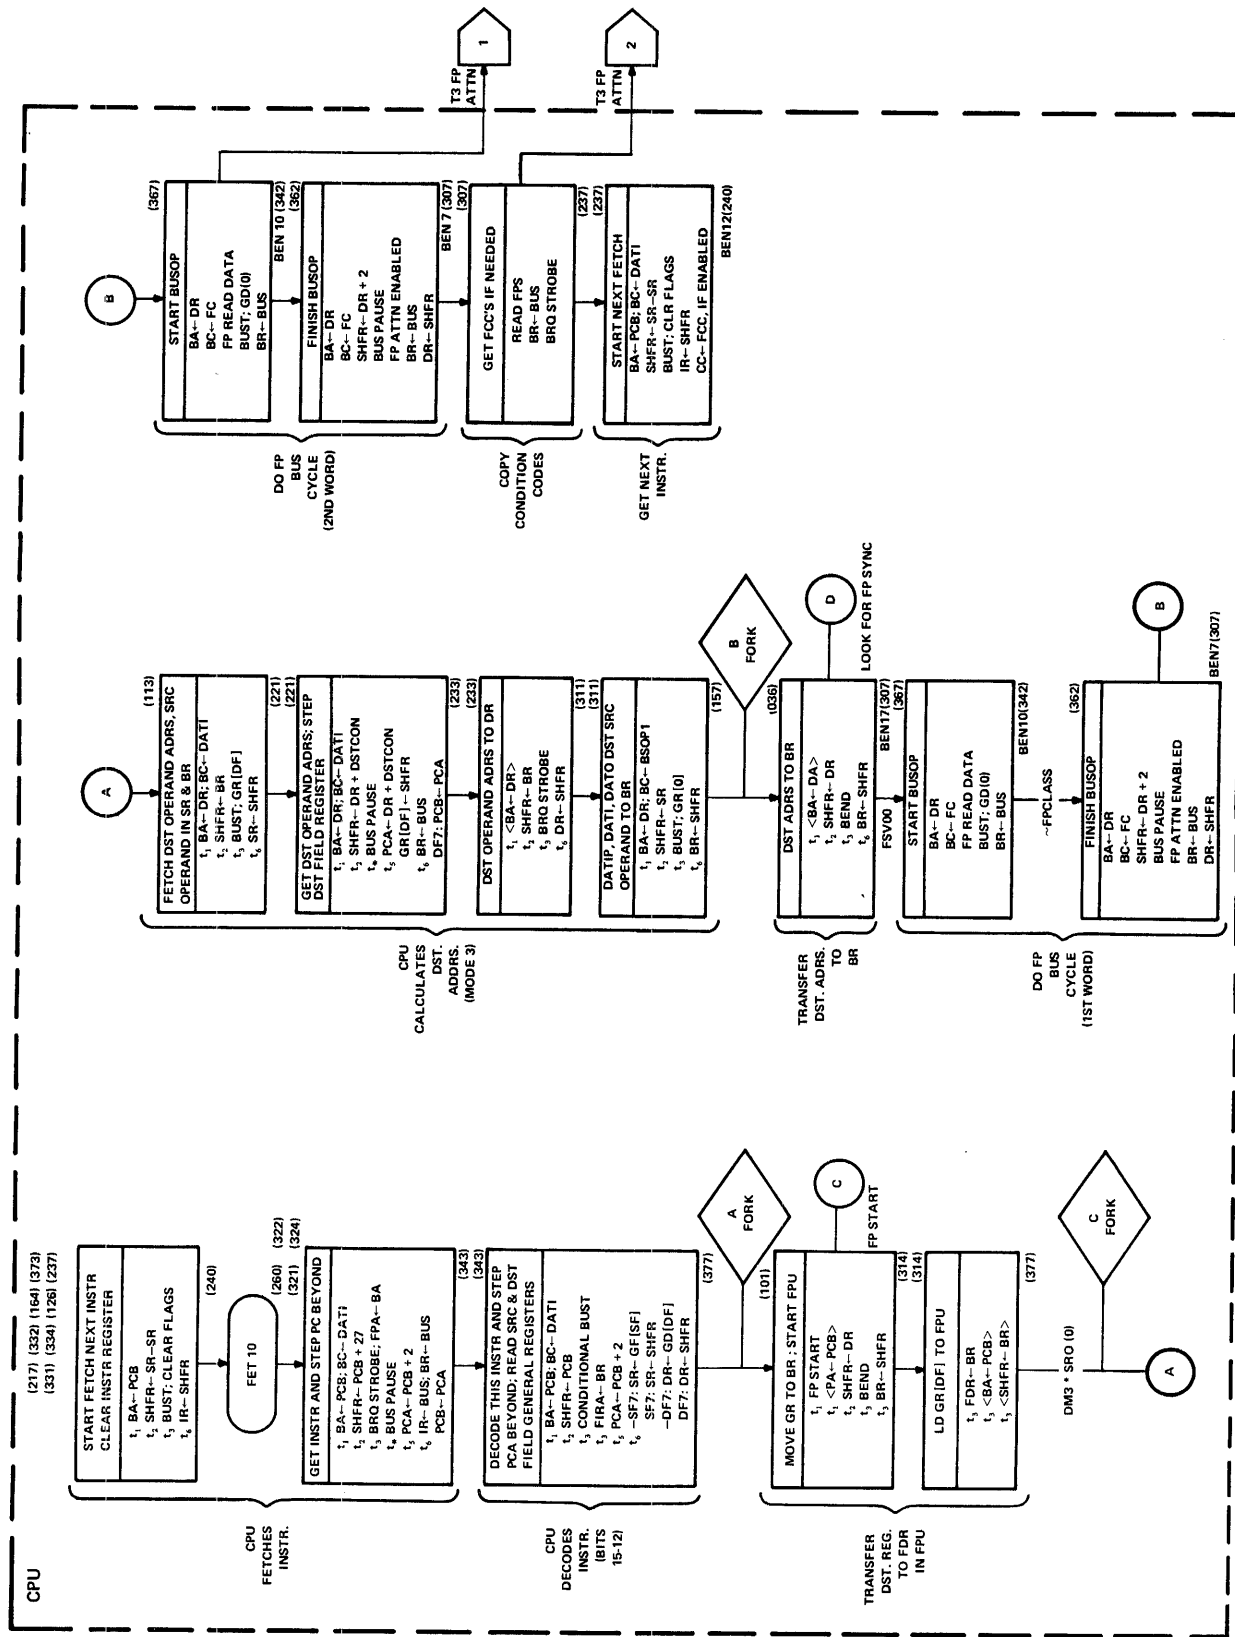 CPU
(217) (332) (164) (373)
(331) (334) (126) (237)
START FETCH NEXT INSTR
CLEAR INSTR REGISTER
t₁ BA←PCB
t₂ SHFR←SR−SR
t₃ BUST; CLEAR FLAGS
t₆ IR←SHFR
(240)
FET 10
(260) (322)
(321) (324)
GET INSTR AND STEP PC BEYOND
t₁ BA←PCB; BC←DATI
t₂ SHFR←PCB + 27
t₃ BRQ STROBE; FPA←BA
t* BUS PAUSE
t₅ PCA←PCB + 2
t₆ IR←BUS; BR←BUS
PCB←PCA
(343)
CPU
FETCHES
INSTR.
(343)
DECODE THIS INSTR AND STEP
PCA BEYOND; READ SRC & DST
FIELD GENERAL REGISTERS
t₁ BA←PCB; BC←DATI
t₂ SHFR←PCB
t₃ CONDITIONAL BUST
t₃ FIRA←BR
t₅ PCA←PCB + 2
t₆ −SF7: SR←GF[SF]
SF7: SR←SHFR
−DF7: DR←GD[DF]
DF7: DR←SHFR
(377)
CPU
DECODES
INSTR.
(BITS
15-12)
A
FORK
(101)
MOVE GR TO BR ; START FPU
t₁ FP START
t₁ <PA←PCB>
t₂ SHFR←DR
t₃ BEND
t₃ BR←SHFR
C
FP START
(314)
(314)
LD GR[DF] TO FPU
t₃ FDR←BR
t₃ <BA←PCB>
t₃ <SHFR←BR>
(377)
TRANSFER
DST. REG.
TO FDR
IN FPU
DM3 * SRO (0)
C
FORK
A
A
(113)
FETCH DST OPERAND ADRS, SRC
OPERAND IN SR & BR
t₁ BA←DR; BC←DATI
t₂ SHFR←BR
t₃ BUST; GR[DF]
t₆ SR←SHFR
(221)
(221)
GET DST OPERAND ADRS; STEP
DST FIELD REGISTER
t₁ BA←DR; BC←DATI
t₂ SHFR←DR + DSTCON
t* BUS PAUSE
t₅ PCA←DR + DSTCON
GR[DF]←SHFR
t₆ BR←BUS
DF7: PCB←PCA
(233)
(233)
DST OPERAND ADRS TO DR
t₁ <BA←DR>
t₂ SHFR←BR
t₃ BRQ STROBE
t₆ DR←SHFR
(311)
(311)
DATIP, DATI, DATO DST SRC
OPERAND TO BR
t₁ BA←DR; BC←BSOP1
t₂ SHFR←SR
t₃ BUST; GR[0]
t₆ BR←SHFR
(157)
CPU
CALCULATES
DST.
ADDRS.
(MODE 3)
B
FORK
(036)
DST ADRS TO BR
t₁ <BA←DA>
t₂ SHFR←DR
t₃ BEND
t₆ BR←SHFR
D
LOOK FOR FP SYNC
TRANSFER
DST. ADRS.
TO
BR
FSV00
BEN17(307)
(367)
START BUSOP
BA←DR
BC←FC
FP READ DATA
BUST; GD(0)
BR←BUS
BEN10(342)
~FPCLASS
(362)
FINISH BUSOP
BA←DR
BC←FC
SHFR←DR + 2
BUS PAUSE
FP ATTN ENABLED
BR←BUS
DR←SHFR
BEN7(307)
B
DO FP
BUS
CYCLE
(1ST WORD)
B
(367)
START BUSOP
BA←DR
BC←FC
FP READ DATA
BUST; GD(0)
BR←BUS
BEN 10 (342)
(362)
FINISH BUSOP
BA←DR
BC←FC
SHFR←DR + 2
BUS PAUSE
FP ATTN ENABLED
BR←BUS
DR←SHFR
BEN 7 (307)
DO FP
BUS
CYCLE
(2ND WORD)
(307)
GET FCC'S IF NEEDED
READ FPS
BR←BUS
BRQ STROBE
(237)
COPY
CONDITION
CODES
(237)
START NEXT FETCH
BA←PCB; BC←DATI
SHFR←SR−SR
BUST; CLR FLAGS
IR←SHFR
CC←FCC, IF ENABLED
BEN12(240)
GET NEXT
INSTR.
T3 FP
ATTN
1
T3 FP
ATTN
2